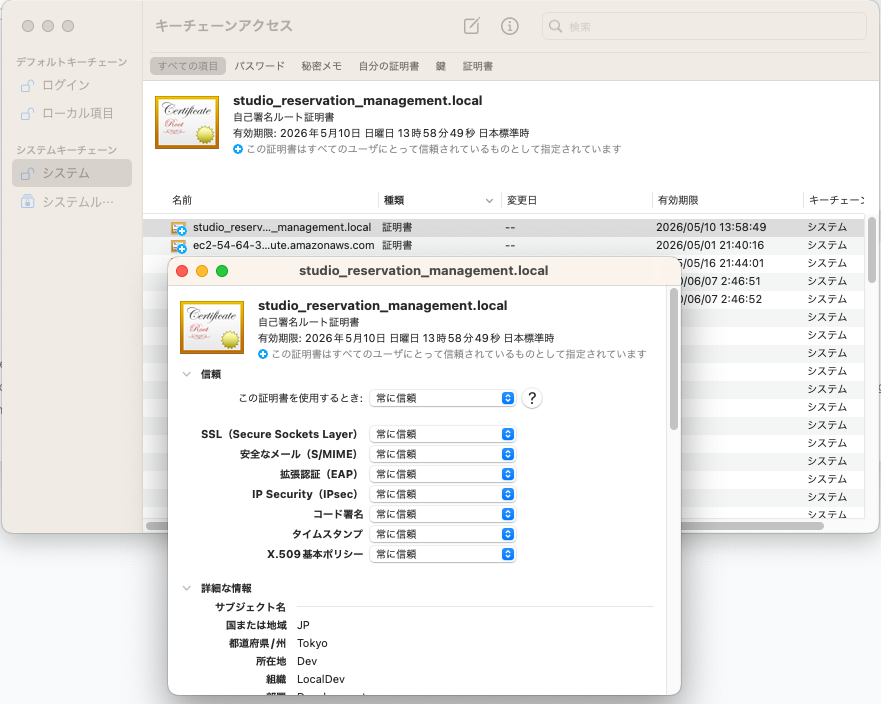 キーチェーンアクセス
検索
デフォルトキーチェーン
ログイン
ローカル項目
システムキーチェーン
システム
システムル…
すべての項目 パスワード 秘密メモ 自分の証明書 鍵 証明書
Certificate
Root
studio_reservation_management.local
自己署名ルート証明書
有効期限: 2026年5月10日 日曜日 13時58分49秒 日本標準時
この証明書はすべてのユーザにとって信頼されているものとして指定されています
名前 種類 変更日 有効期限 キーチェーン
studio_reserv…_management.local 証明書 -- 2026/05/10 13:58:49 システム
ec2-54-64-3…ute.amazonaws.com 証明書 -- 2026/05/01 21:40:16 システム
5/16 21:44:01 システム
/06/07 2:46:51 システム
/06/07 2:46:52 システム
システム
システム
システム
システム
システム
システム
システム
システム
システム
システム
システム
システム
studio_reservation_management.local
Certificate
Root
studio_reservation_management.local
自己署名ルート証明書
有効期限: 2026年5月10日 日曜日 13時58分49秒 日本標準時
この証明書はすべてのユーザにとって信頼されているものとして指定されています
信頼
この証明書を使用するとき: 常に信頼 ?
SSL（Secure Sockets Layer） 常に信頼
安全なメール（S/MIME） 常に信頼
拡張認証（EAP） 常に信頼
IP Security（IPsec） 常に信頼
コード署名 常に信頼
タイムスタンプ 常に信頼
X.509基本ポリシー 常に信頼
詳細な情報
サブジェクト名
国または地域 JP
都道府県/州 Tokyo
所在地 Dev
組織 LocalDev